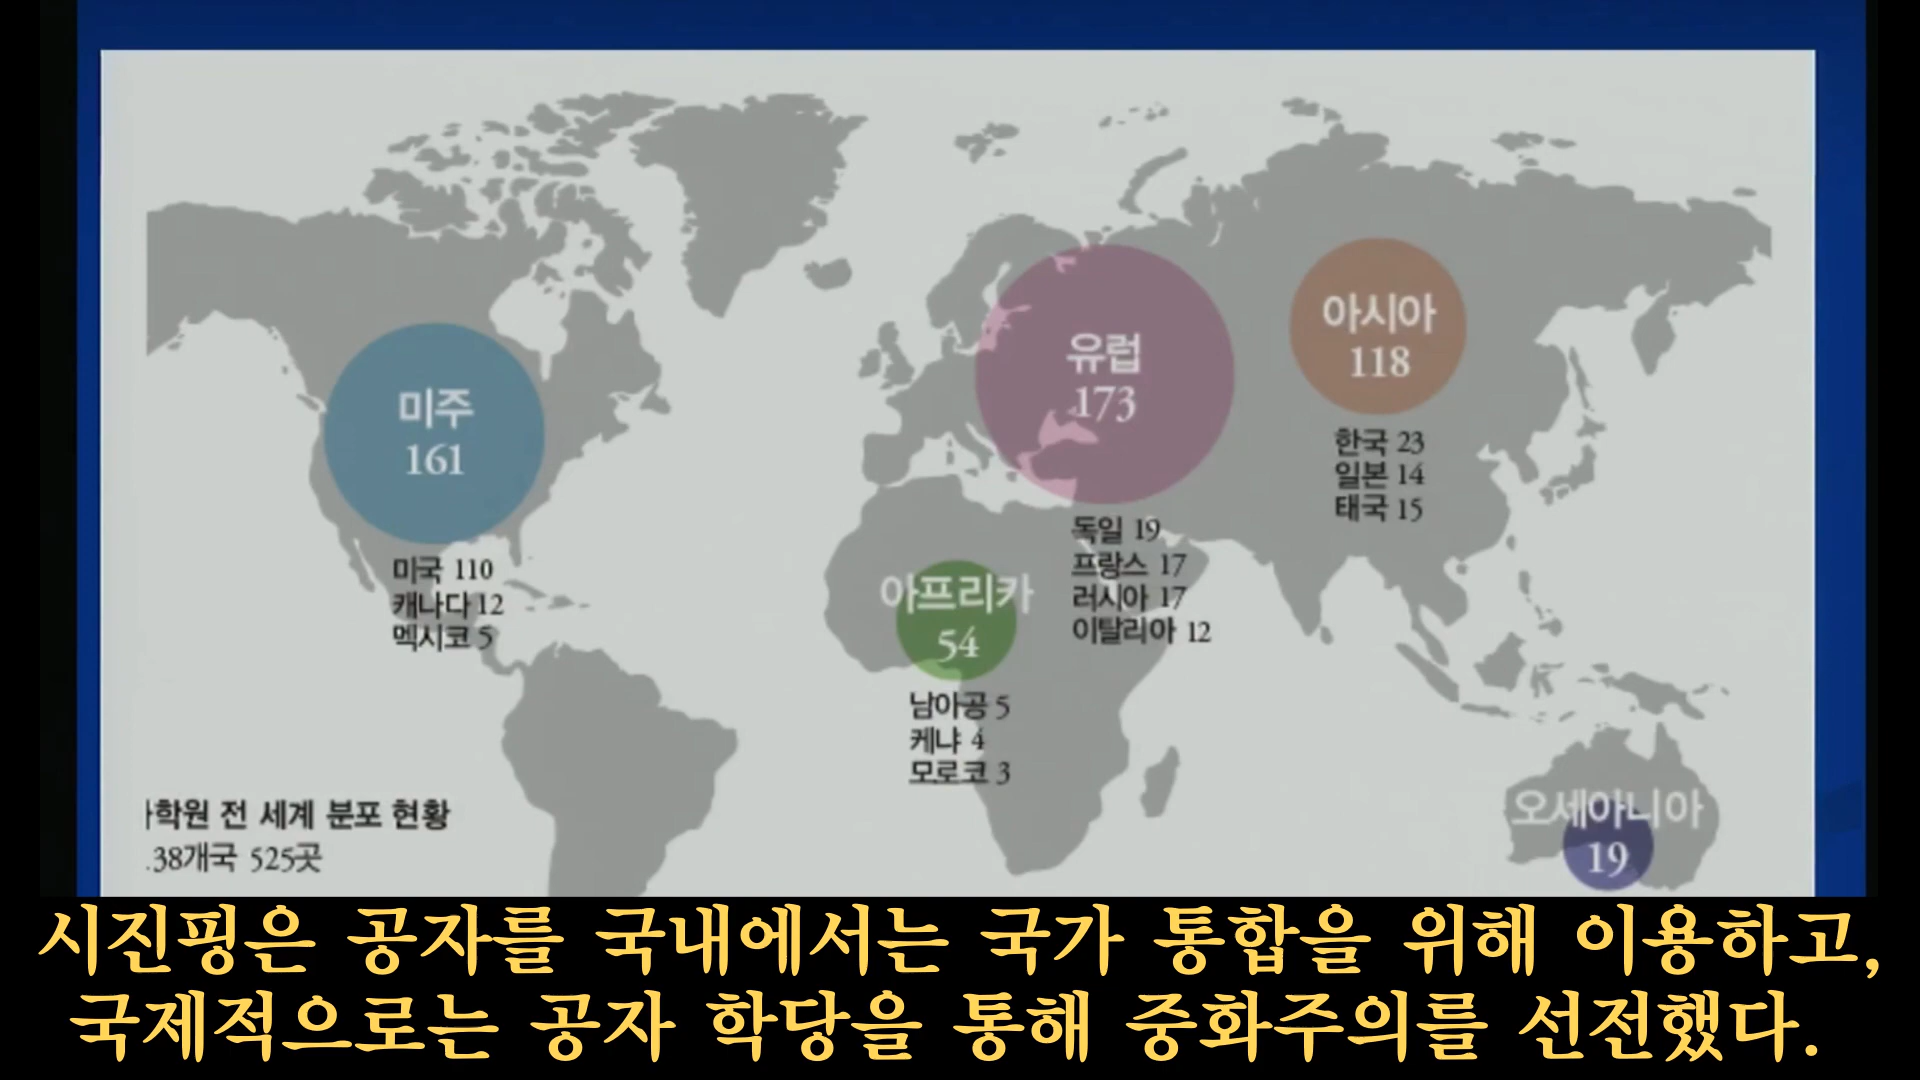 미주
161
미국 110
캐나다 12
멕시코 5
유럽
173
독일 19
프랑스 17
러시아 17
이탈리아 12
아시아
118
한국 23
일본 14
태국 15
아프리카
54
남아공 5
케냐 4
모로코 3
오세아니아
19
학원 전 세계 분포 현황
38개국 525곳
시진핑은 공자를 국내에서는 국가 통합을 위해 이용하고,
국제적으로는 공자 학당을 통해 중화주의를 선전했다.